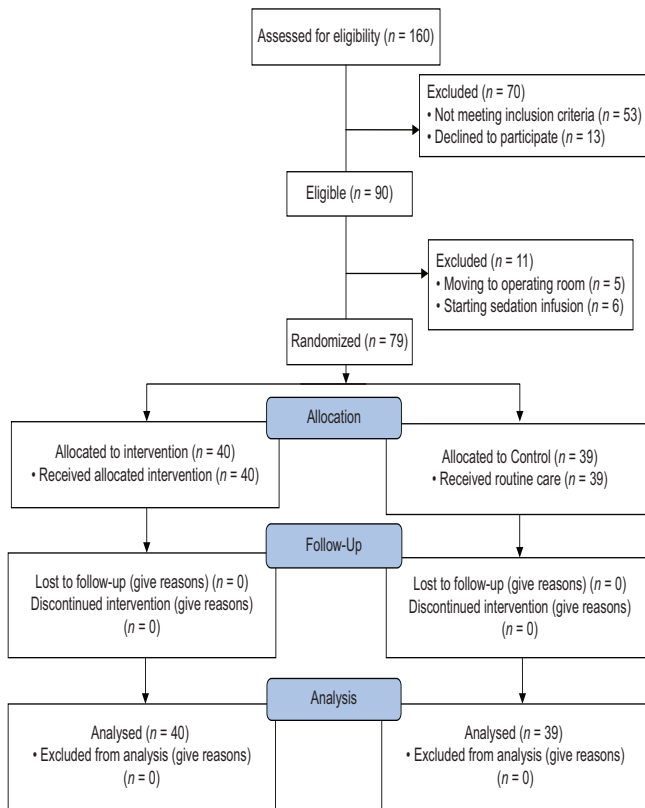 Assessed for eligibility (n = 160)
Excluded (n = 70)
• Not meeting inclusion criteria (n = 53)
• Declined to participate (n = 13)
Eligible (n = 90)
Excluded (n = 11)
• Moving to operating room (n = 5)
• Starting sedation infusion (n = 6)
Randomized (n = 79)
Allocation
Allocated to intervention (n = 40)
• Received allocated intervention (n = 40)
Allocated to Control (n = 39)
• Received routine care (n = 39)
Follow-Up
Lost to follow-up (give reasons) (n = 0)
Discontinued intervention (give reasons)
(n = 0)
Lost to follow-up (give reasons) (n = 0)
Discontinued intervention (give reasons)
(n = 0)
Analysis
Analysed (n = 40)
• Excluded from analysis (give reasons)
(n = 0)
Analysed (n = 39)
• Excluded from analysis (give reasons)
(n = 0)